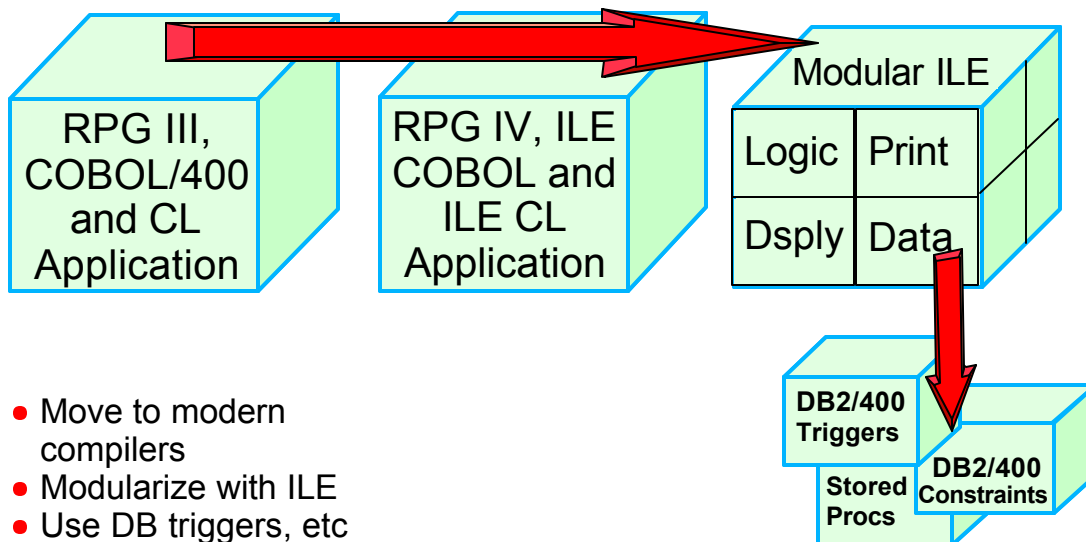 RPG III,
COBOL/400
and CL
Application
RPG IV, ILE
COBOL and
ILE CL
Application
Modular ILE
Logic
Print
Dsply
Data
DB2/400
Triggers
Stored
Procs
DB2/400
Constraints
• Move to modern
compilers
• Modularize with ILE
• Use DB triggers, etc